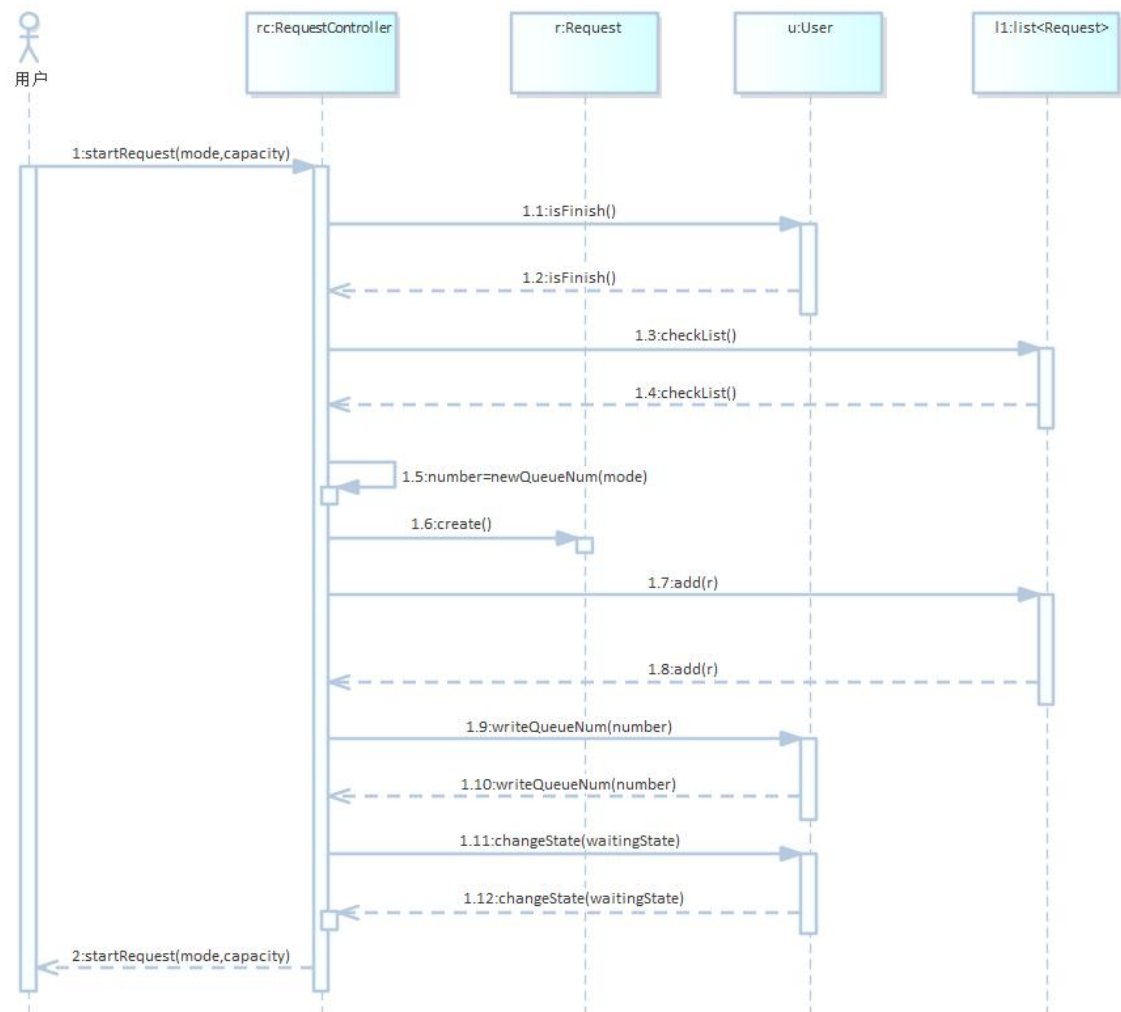 rc:RequestController
r:Request
u:User
l1:list<Request>
用户
1:startRequest(mode,capacity)
1.1:isFinish()
1.2:isFinish()
1.3:checkList()
1.4:checkList()
1.5:number=newQueueNum(mode)
1.6:create()
1.7:add(r)
1.8:add(r)
1.9:writeQueueNum(number)
1.10:writeQueueNum(number)
1.11:changeState(waitingState)
1.12:changeState(waitingState)
2:startRequest(mode,capacity)